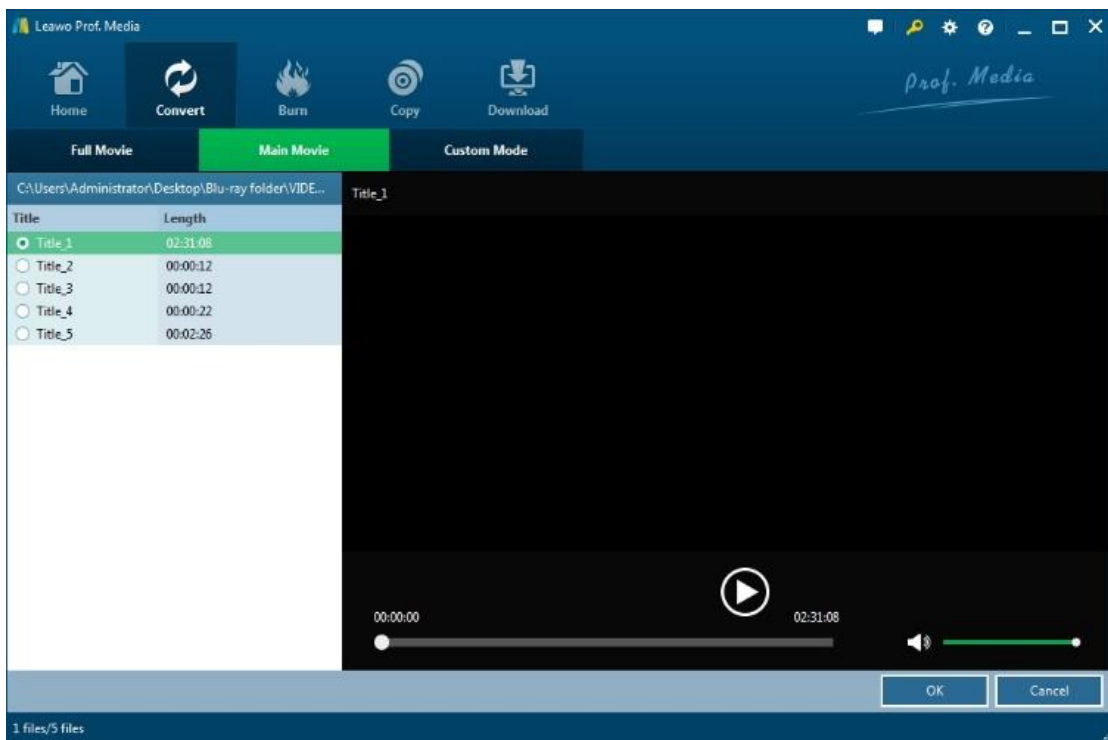 Leawo Prof. Media
Home Convert Burn Copy Download
Prof. Media
Full Movie Main Movie Custom Mode
C:\Users\Administrator\Desktop\Blu-ray folder\VIDE...
Title_1
Title Length
Title_1 02:31:08
Title_2 00:00:12
Title_3 00:00:12
Title_4 00:00:22
Title_5 00:02:26
00:00:00 02:31:08
OK Cancel
1 files/5 files